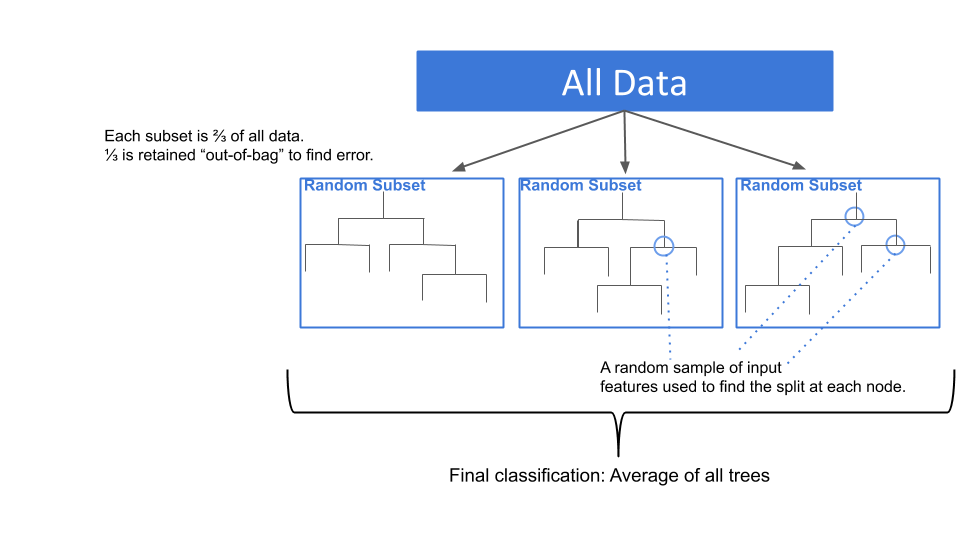 All Data
Each subset is ⅔ of all data.
⅓ is retained “out-of-bag” to find error.
Random Subset
Random Subset
Random Subset
A random sample of input
features used to find the split at each node.
Final classification: Average of all trees